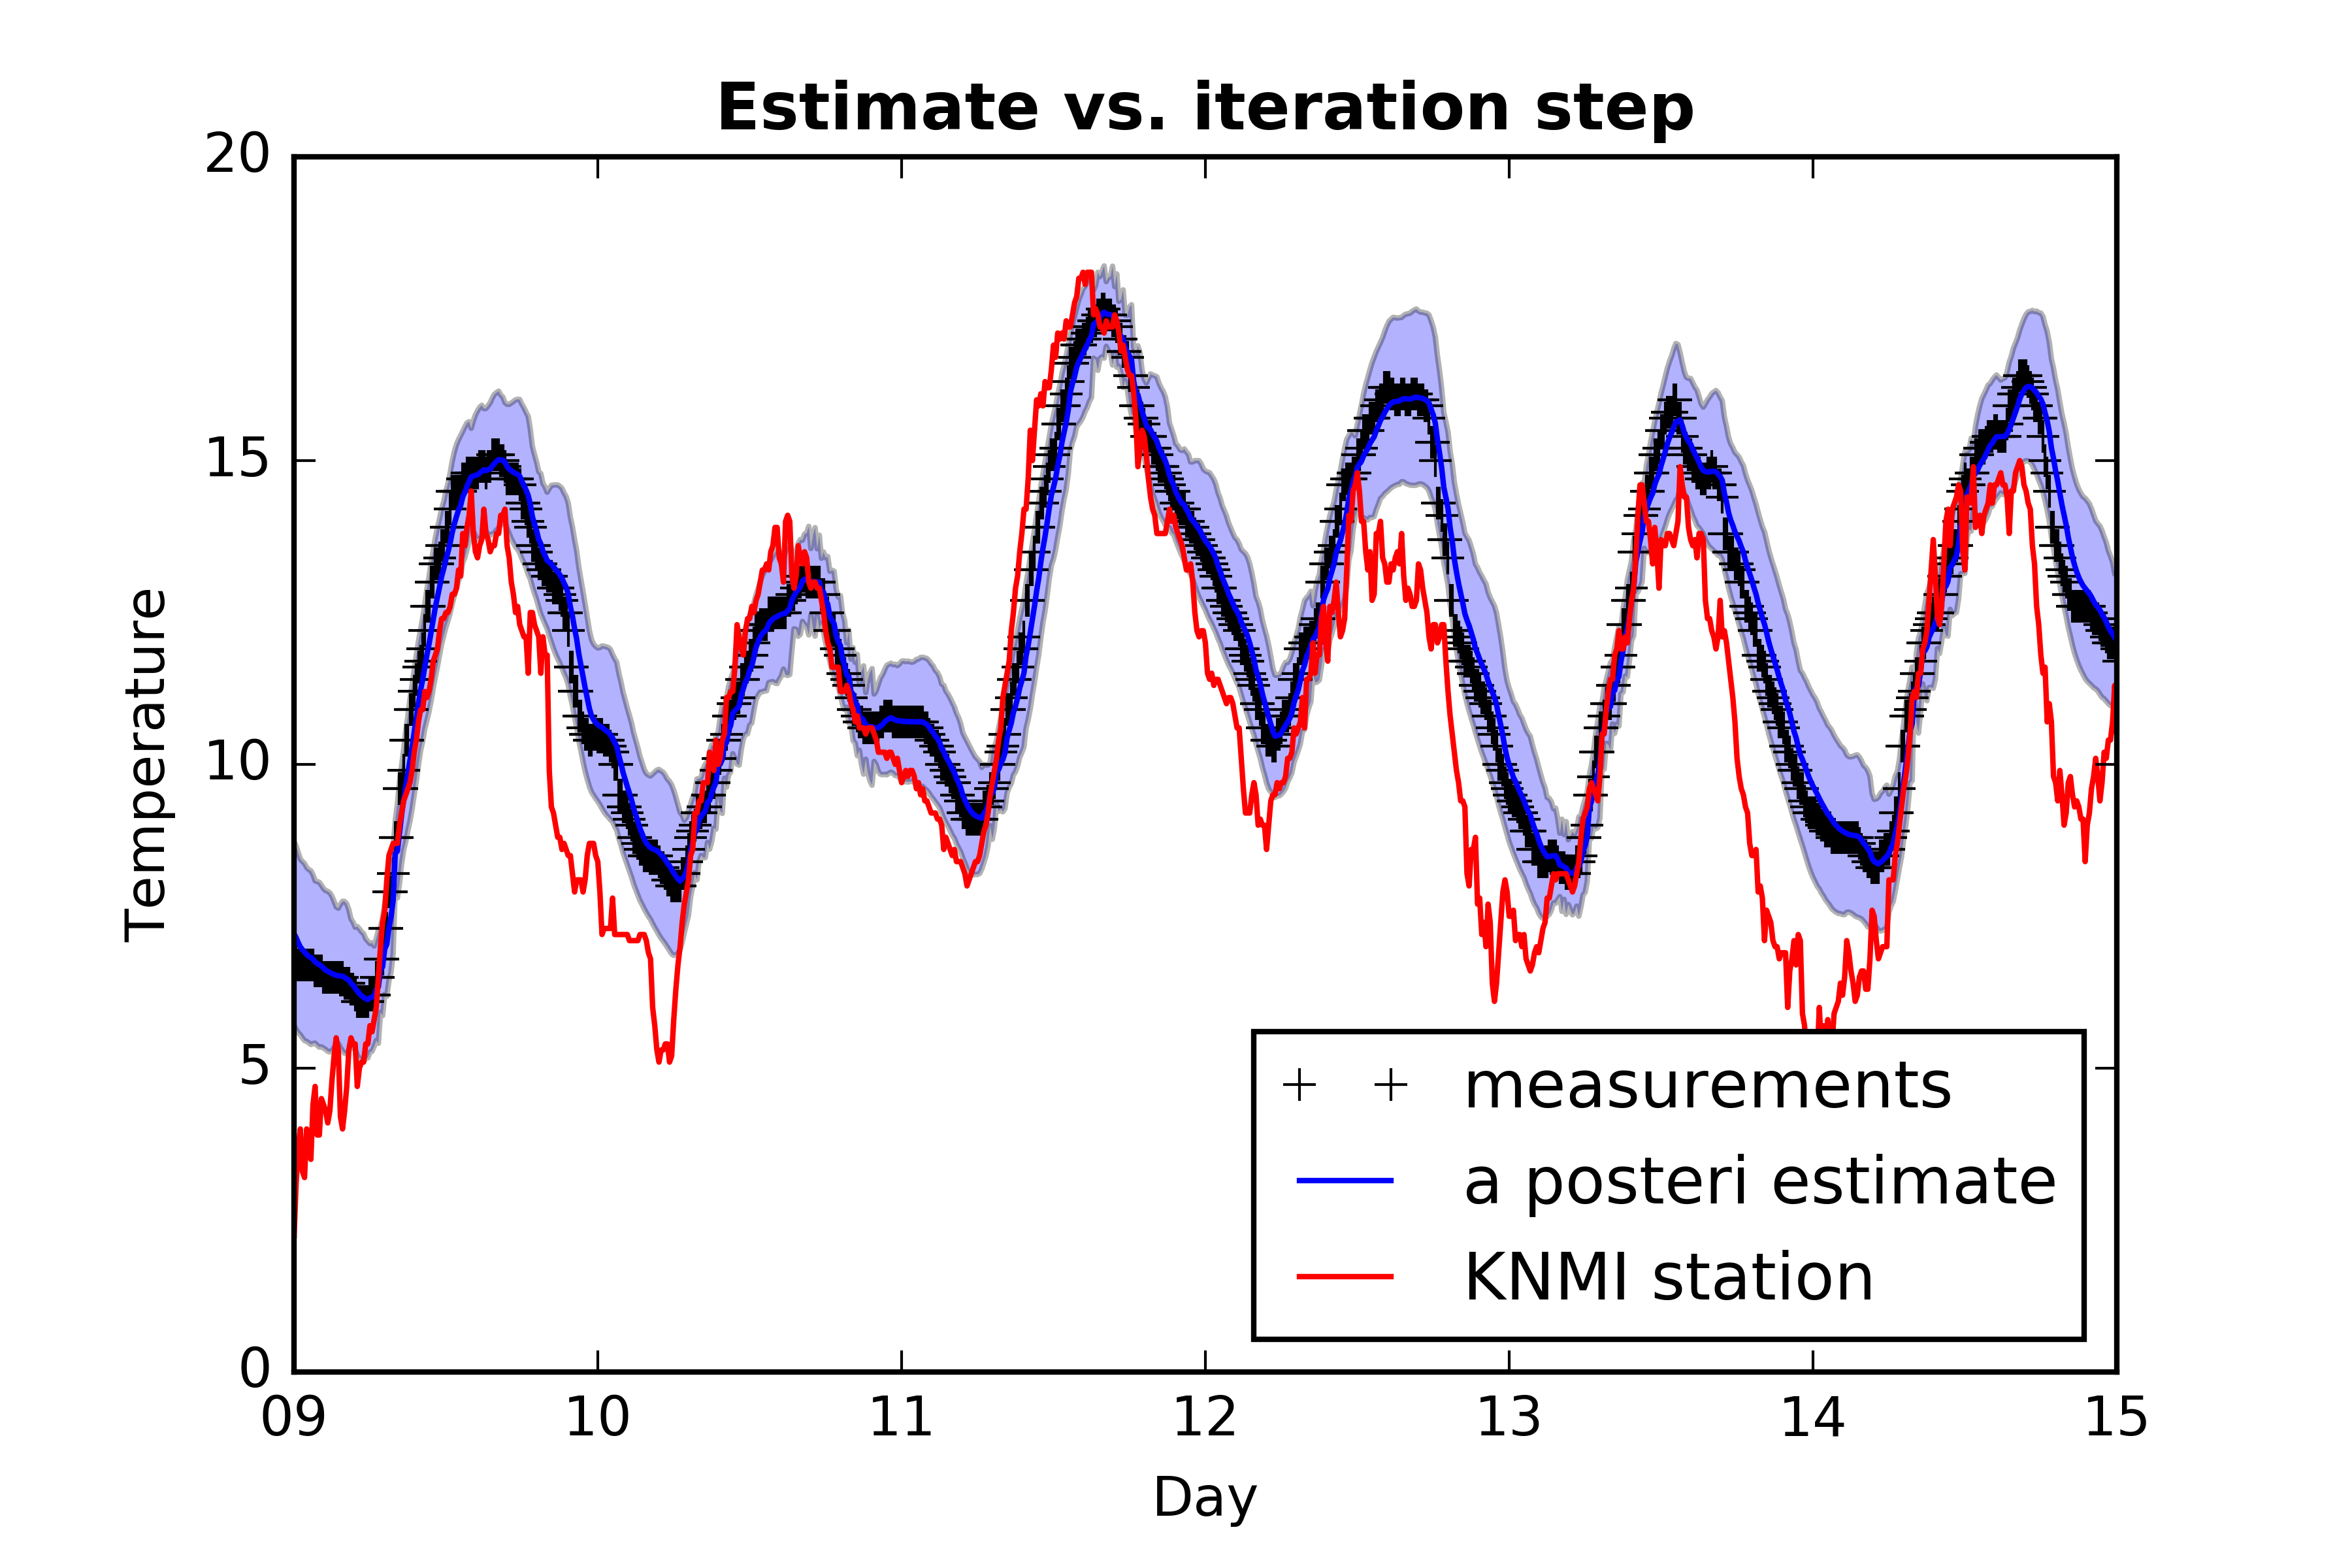 Estimate vs. iteration step
20
15
10
5
0
Temperature
measurements
a posteri estimate
KNMI station
09 10 11 12 13 14 15
Day